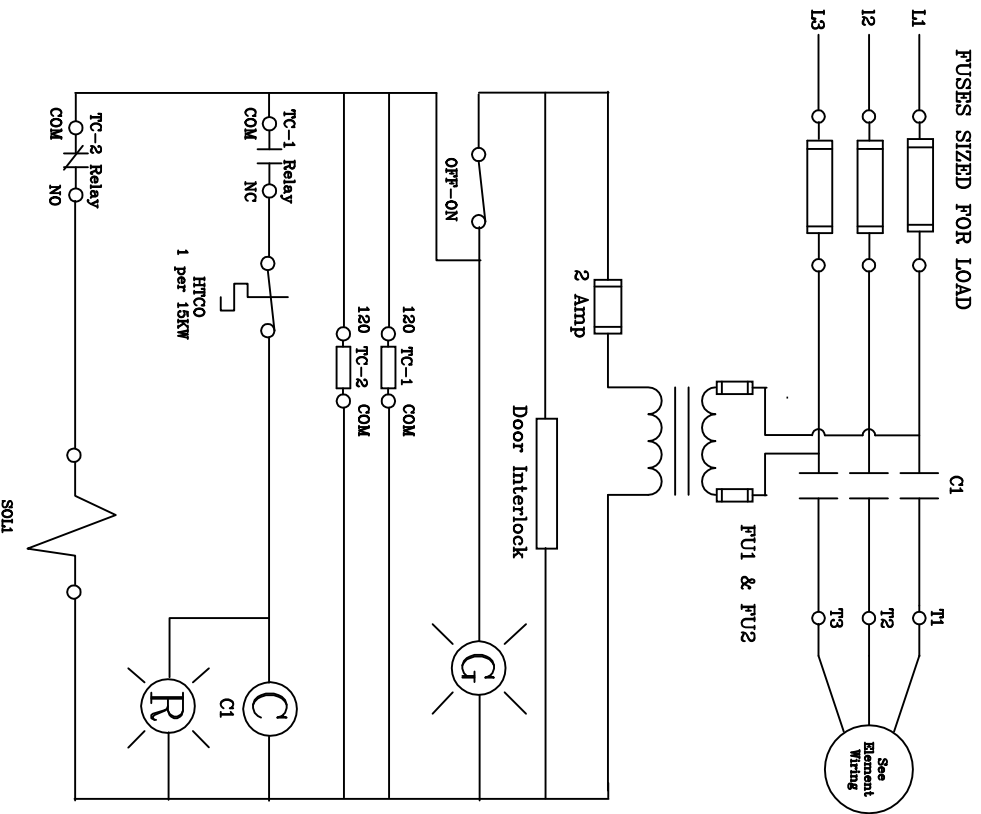 FUSES SIZED FOR LOAD
L1
l2
L3
C1
T1
T2
T3
See
Element
Wiring
FU1 & FU2
2 Amp
Door Interlock
OFF-ON
G
120 TC-1 COM
120 TC-2 COM
TC-1 Relay
COM
NC
HTCO
1 per 15KW
C
C1
R
TC-2 Relay
COM
NO
SOL1